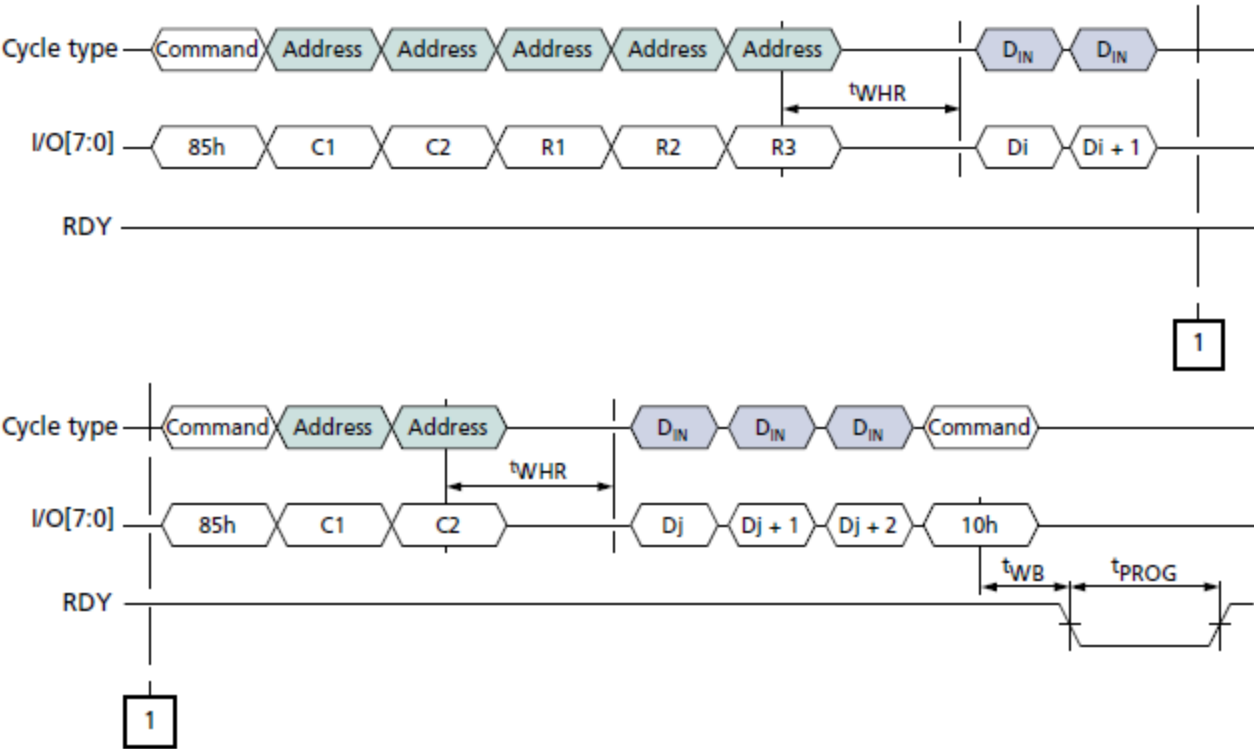 Cycle type Command Address Address Address Address Address DIN DIN
tWHR
I/O[7:0] 85h C1 C2 R1 R2 R3 Di Di + 1
RDY
1
Cycle type Command Address Address DIN DIN DIN Command
tWHR
I/O[7:0] 85h C1 C2 Dj Dj + 1 Dj + 2 10h
tWB tPROG
RDY
1